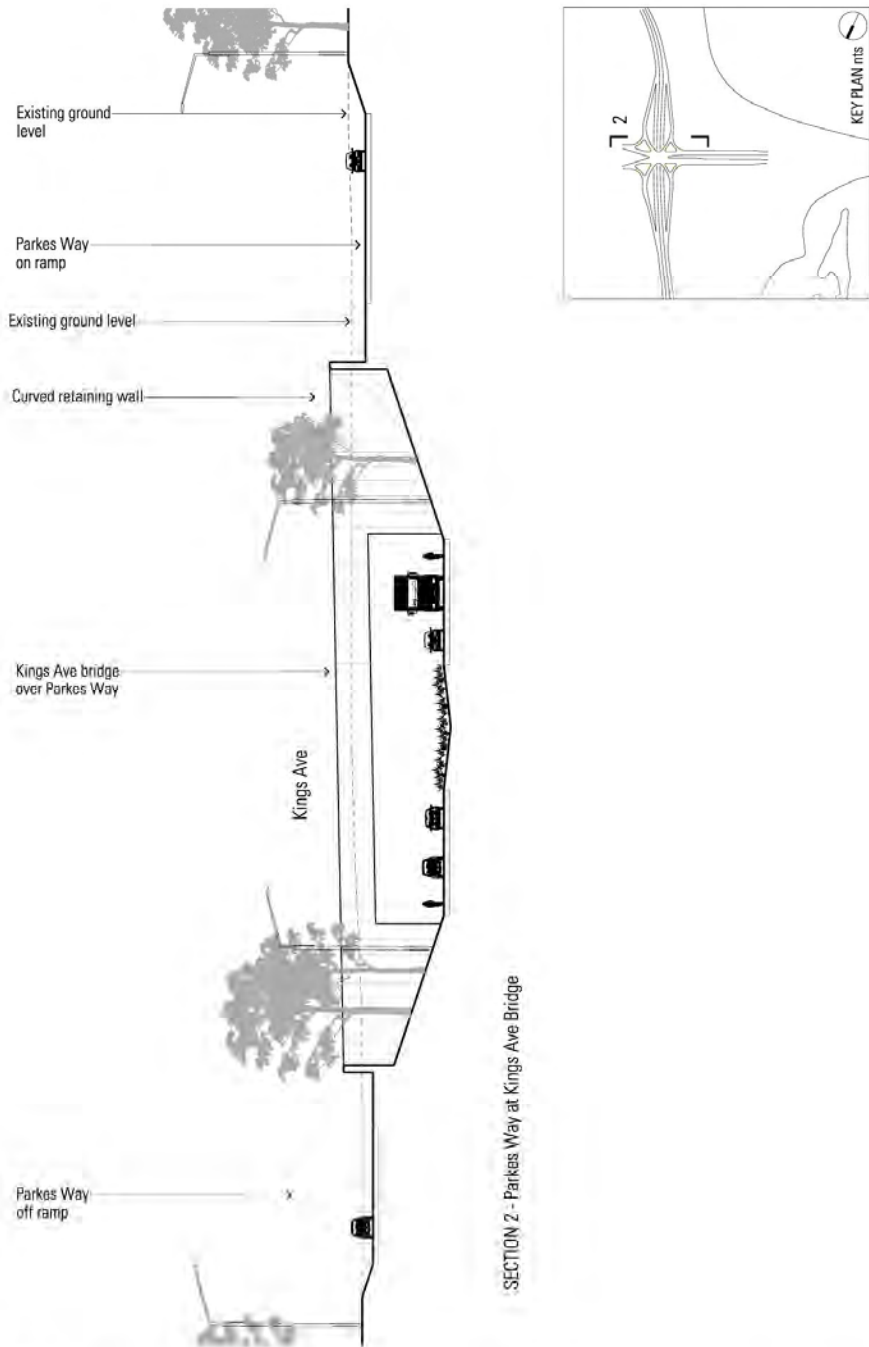 Existing ground
level
Parkes Way
on ramp
Existing ground level
Curved retaining wall
Kings Ave bridge
over Parkes Way
Kings Ave
Parkes Way
off ramp
SECTION 2 - Parkes Way at Kings Ave Bridge
2
KEY PLAN nts